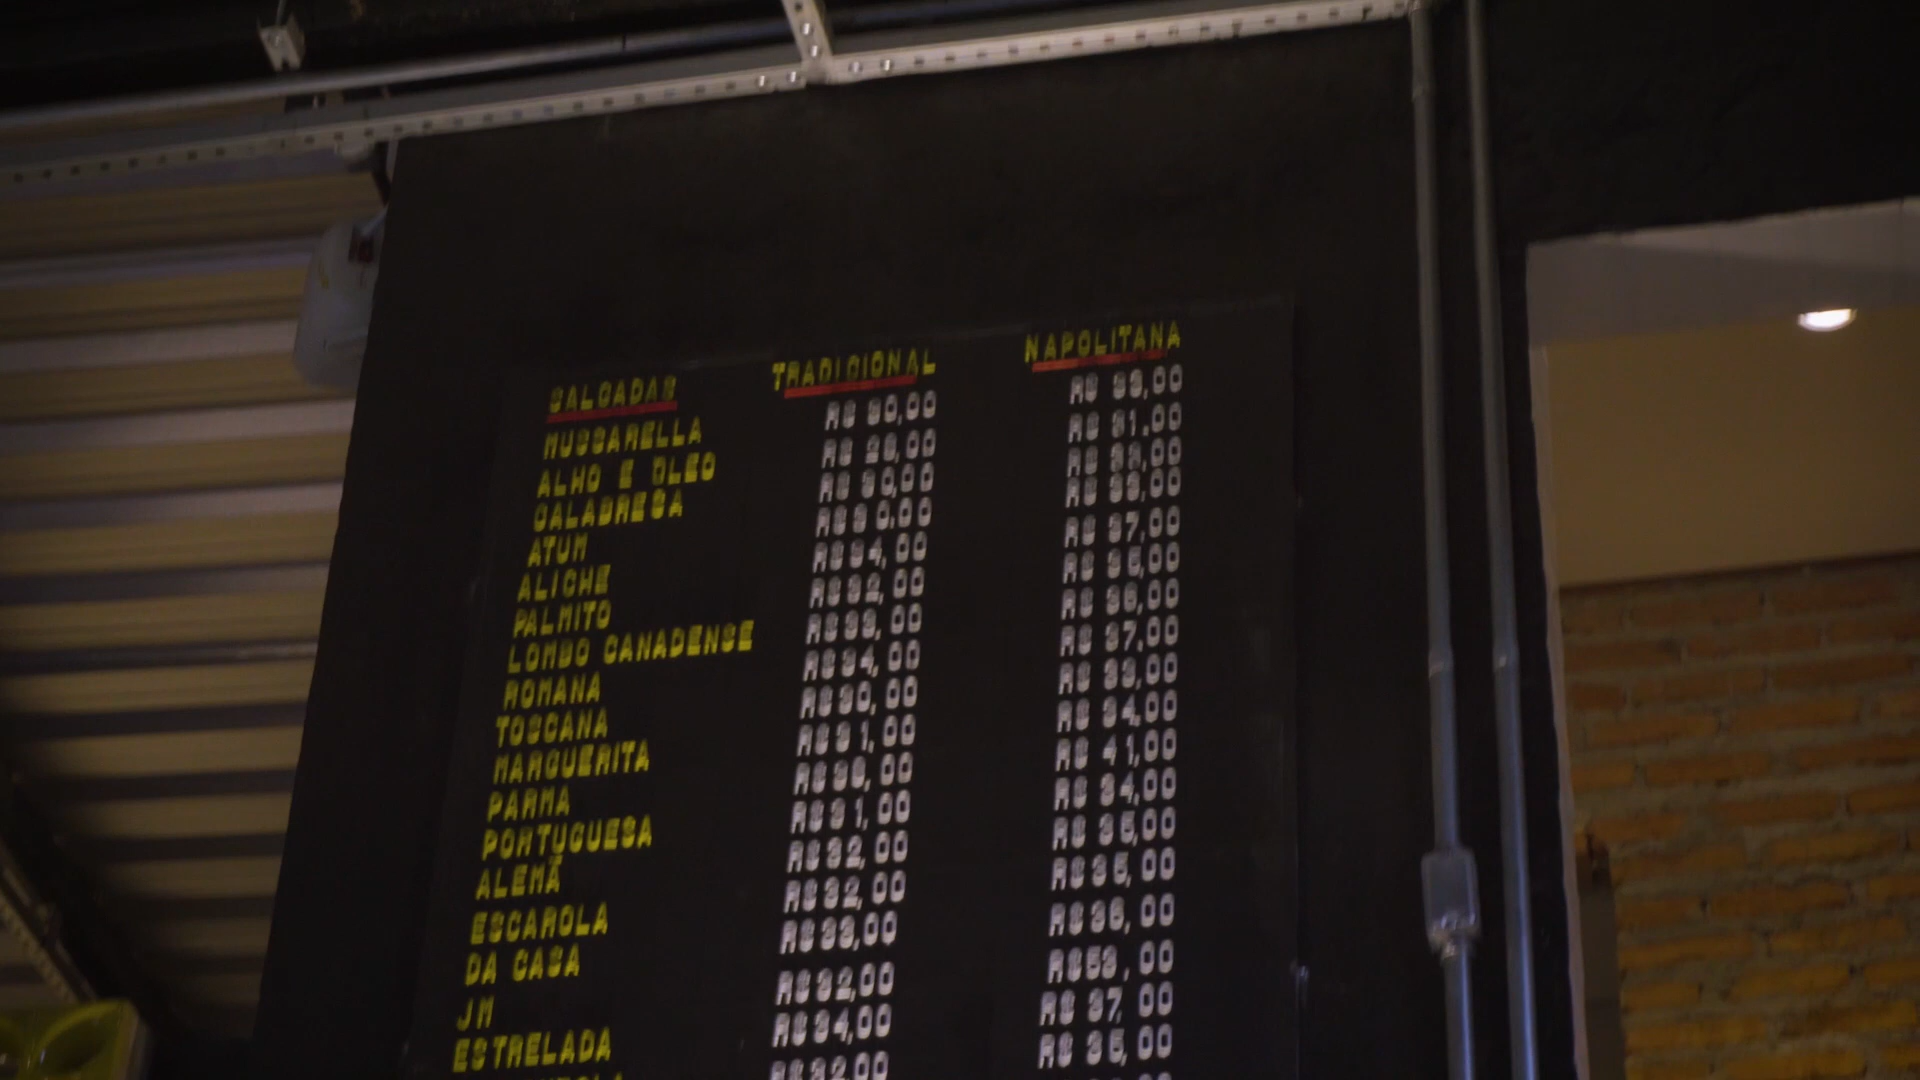 SALGADAS TRADICIONAL NAPOLITANA
MUSSARELLA R$ 30,00 R$ 33,00
ALHO E OLEO R$ 28,00 R$ 31,00
CALABRESA R$ 30,00 R$ 33,00
ATUM R$ 30,00 R$ 33,00
ALICHE R$ 34,00 R$ 37,00
PALMITO R$ 32,00 R$ 35,00
LOMBO CANADENSE R$ 33,00 R$ 36,00
ROMANA R$ 34,00 R$ 37,00
TOSCANA R$ 30,00 R$ 33,00
MARGUERITA R$ 31,00 R$ 34,00
PARMA R$ 41,00
PORTUGUESA R$ 31,00 R$ 34,00
ALEMÃ R$ 32,00 R$ 35,00
ESCAROLA R$ 32,00 R$ 35,00
DA CASA R$ 33,00 R$ 36,00
JM R$ 32,00 R$ 53,00
ESTRELADA R$ 34,00 R$ 37,00
R$ 32,00 R$ 35,00